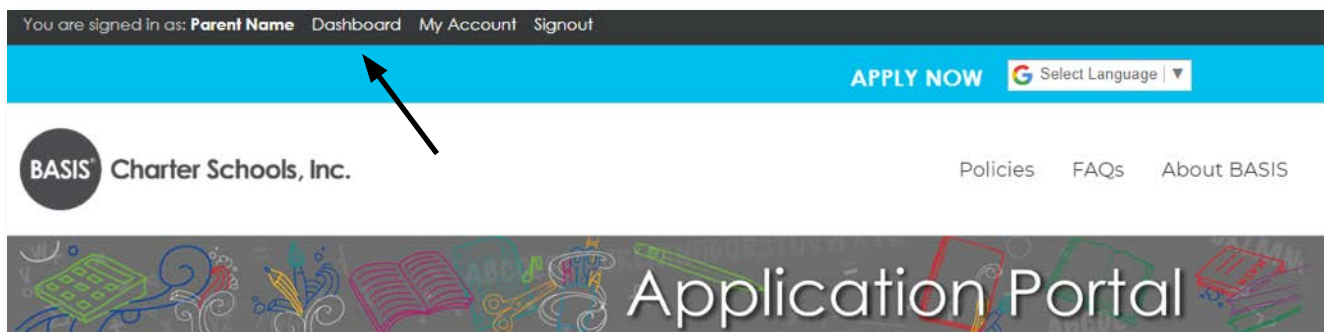 You are signed in as: Parent Name Dashboard My Account Signout
APPLY NOW G Select Language ▼
BASIS® Charter Schools, Inc.
Policies FAQs About BASIS
Application Portal